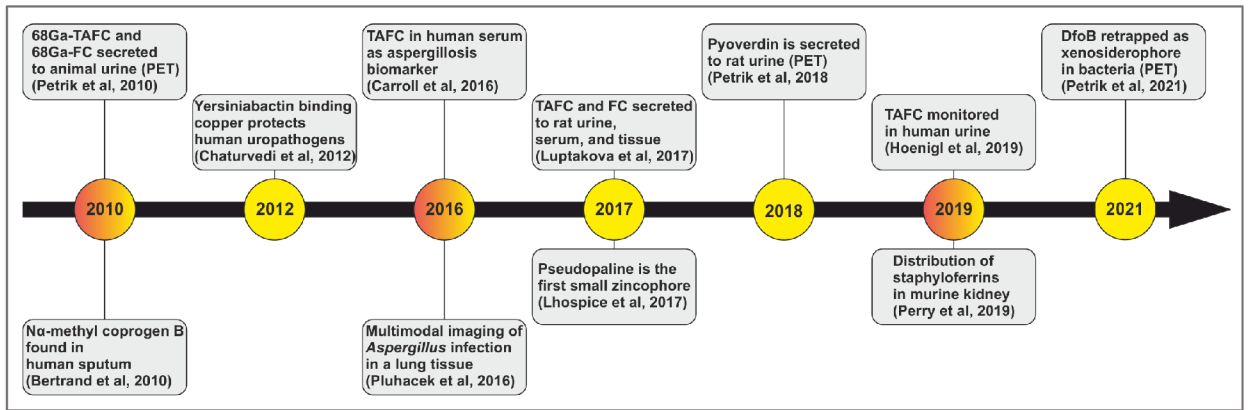 68Ga-TAFC and
68Ga-FC secreted
to animal urine (PET)
(Petrik et al, 2010)
Yersiniabactin binding
copper protects
human uropathogens
(Chaturvedi et al, 2012)
TAFC in human serum
as aspergillosis
biomarker
(Carroll et al, 2016)
TAFC and FC secreted
to rat urine,
serum, and tissue
(Luptakova et al, 2017)
Pyoverdin is secreted
to rat urine (PET)
(Petrik et al, 2018
TAFC monitored
in human urine
(Hoenigl et al, 2019)
DfoB retrapped as
xenosiderophore
in bacteria (PET)
(Petrik et al, 2021)
2010
2012
2016
2017
2018
2019
2021
Nα-methyl coprogen B
found in
human sputum
(Bertrand et al, 2010)
Multimodal imaging of
Aspergillus infection
in a lung tissue
(Pluhacek et al, 2016)
Pseudopaline is the
first small zincophore
(Lhospice et al, 2017)
Distribution of
staphyloferrins
in murine kidney
(Perry et al, 2019)